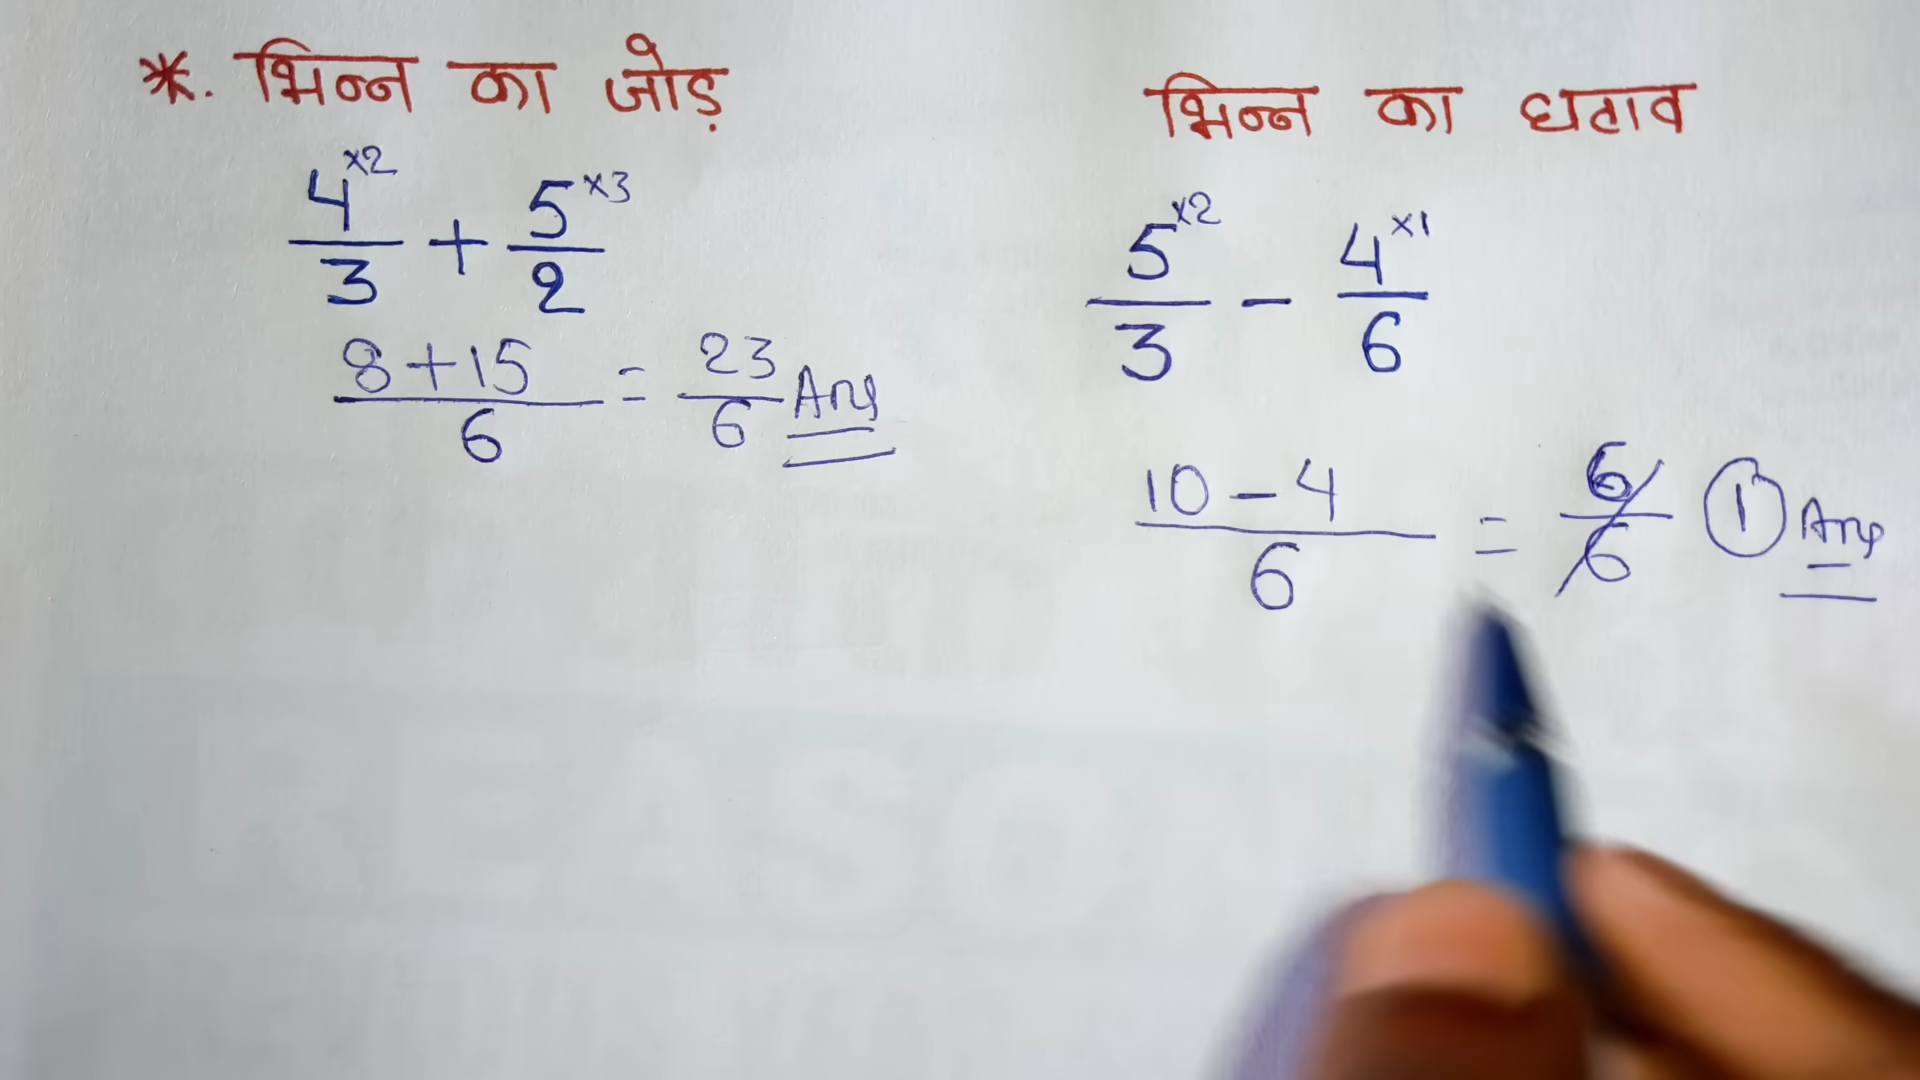 *. भिन्न का जोड़
4×2/3 + 5×3/2
8+15/6 = 23/6 Ans
भिन्न का घटाव
5×2/3 - 4×1/6
10-4/6 = 6/6 1 Ans
REASO